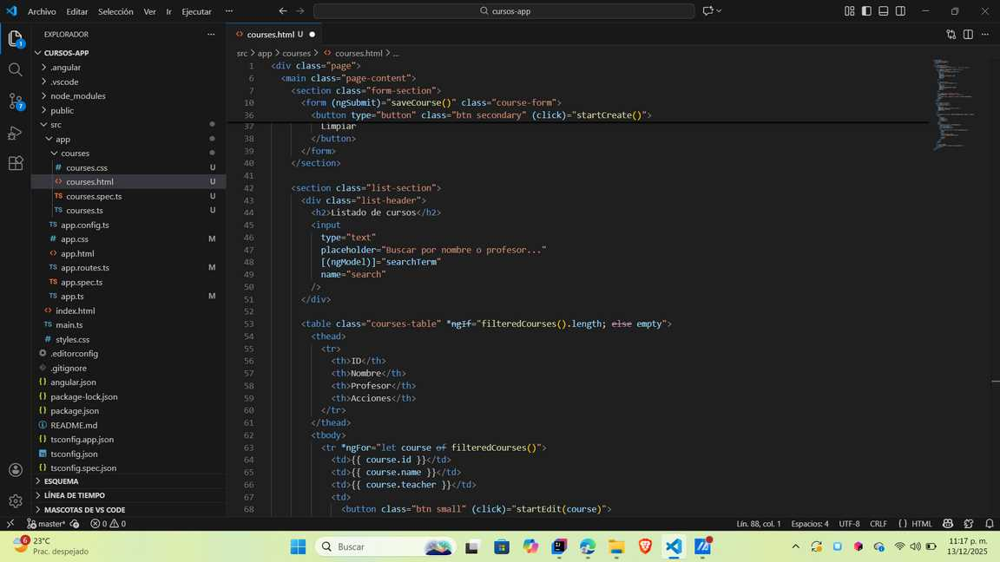 Archivo Editar Selección Ver Ir Ejecutar ··· cursos-app
EXPLORADOR ···
CURSOS-APP
.angular
.vscode
node_modules
public
src
app
courses
# courses.css U
<> courses.html U
TS courses.spec.ts U
TS courses.ts U
TS app.config.ts
# app.css M
<> app.html
TS app.routes.ts M
TS app.spec.ts
TS app.ts M
<> index.html
TS main.ts
# styles.css
.editorconfig
.gitignore
{} angular.json
{} package-lock.json
{} package.json
README.md
{} tsconfig.app.json
tsconfig.json
{} tsconfig.spec.json
ESQUEMA
LÍNEA DE TIEMPO
MASCOTAS DE VS CODE
1
7
<> courses.html U ●
src > app > courses > <> courses.html > ...
1 <div class="page">
6 <main class="page-content">
7 <section class="form-section">
10 <form (ngSubmit)="saveCourse()" class="course-form">
36 <button type="button" class="btn secondary" (click)="startCreate()">
37 Limpiar
38 </button>
39 </form>
40 </section>
41
42 <section class="list-section">
43 <div class="list-header">
44 <h2>Listado de cursos</h2>
45 <input
46 type="text"
47 placeholder="Buscar por nombre o profesor..."
48 [(ngModel)]="searchTerm"
49 name="search"
50 />
51 </div>
52
53 <table class="courses-table" *ngIf="filteredCourses().length; else empty">
54 <thead>
55 <tr>
56 <th>ID</th>
57 <th>Nombre</th>
58 <th>Profesor</th>
59 <th>Acciones</th>
60 </tr>
61 </thead>
62 <tbody>
63 <tr *ngFor="let course of filteredCourses()">
64 <td>{{ course.id }}</td>
65 <td>{{ course.name }}</td>
66 <td>{{ course.teacher }}</td>
67 <td>
68 <button class="btn small" (click)="startEdit(course)">
master* 0 0 Lín. 88, col. 1 Espacios: 4 UTF-8 CRLF {} HTML
6 23°C
Prac. despejado
Buscar
11:17 p. m.
13/12/2025